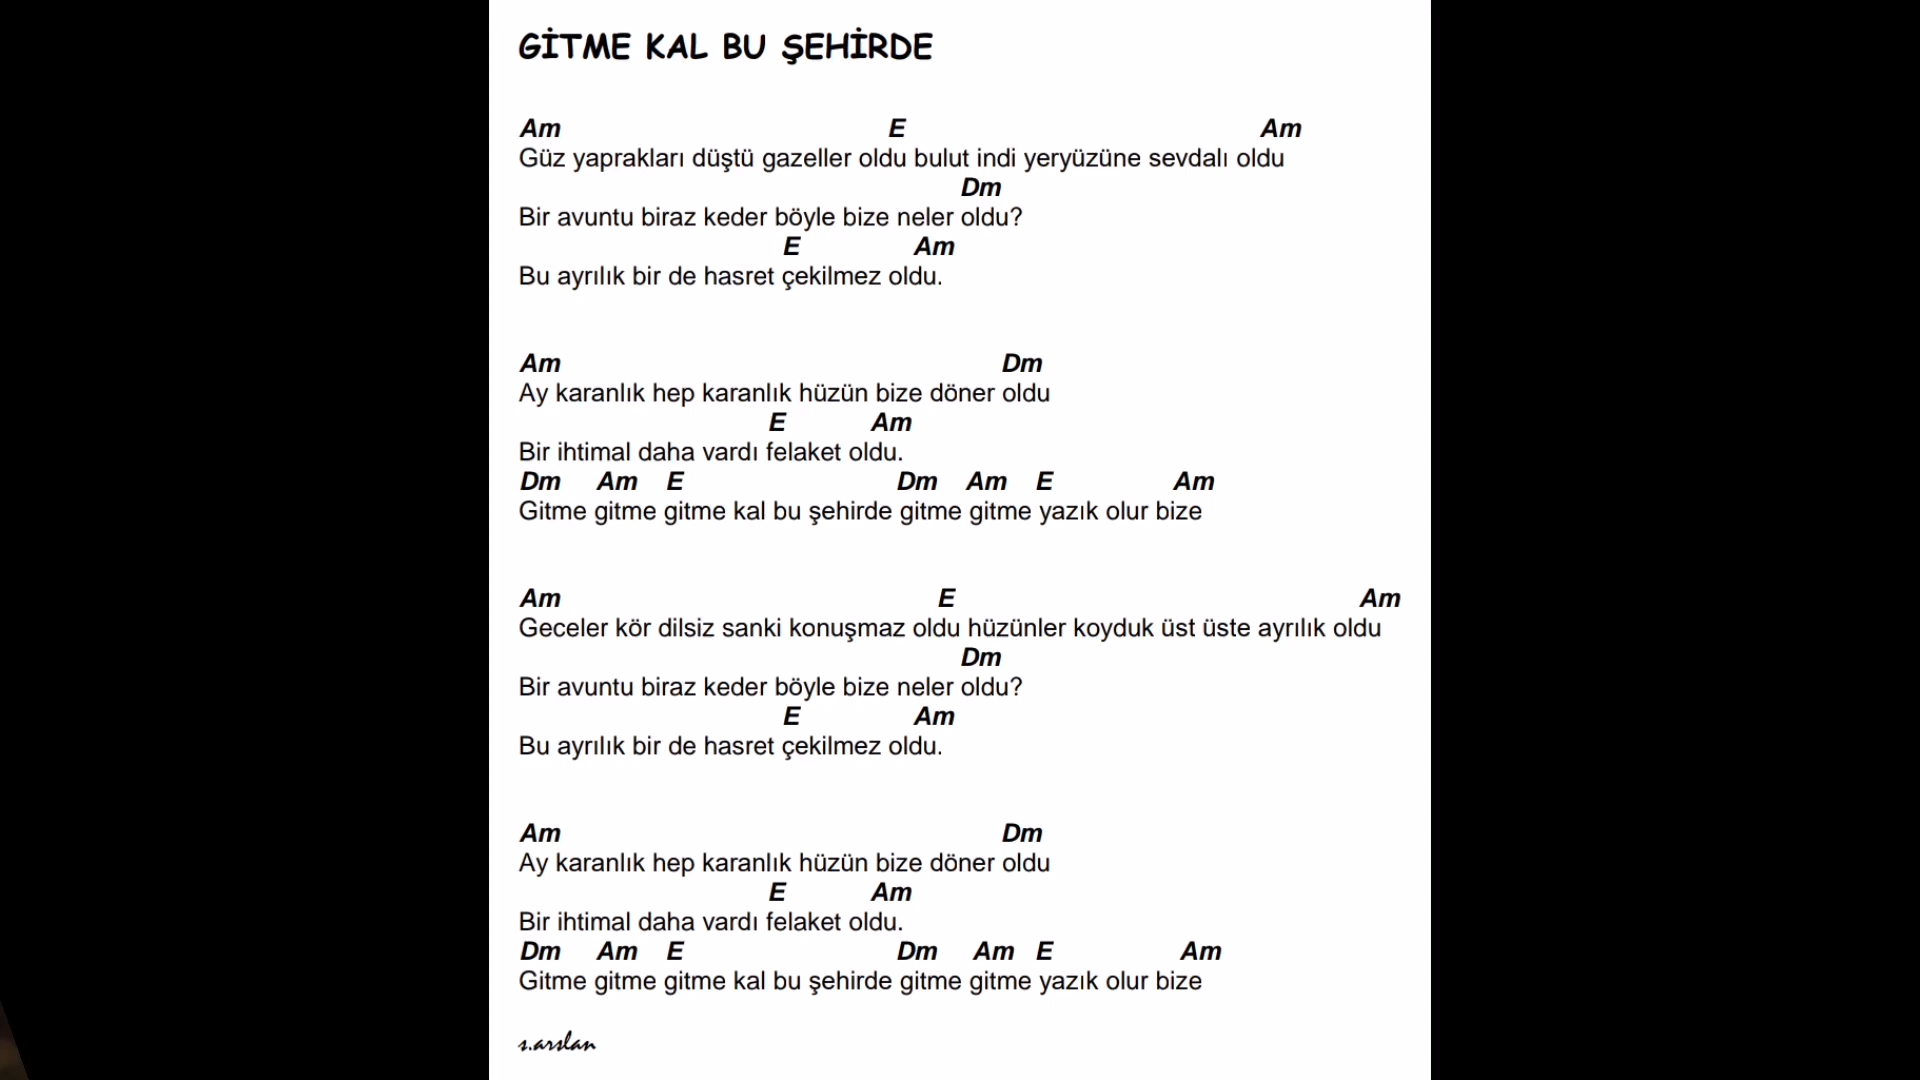 GİTME KAL BU ŞEHİRDE
Am E Am
Güz yaprakları düştü gazeller oldu bulut indi yeryüzüne sevdalı oldu
Dm
Bir avuntu biraz keder böyle bize neler oldu?
E Am
Bu ayrılık bir de hasret çekilmez oldu.
Am Dm
Ay karanlık hep karanlık hüzün bize döner oldu
E Am
Bir ihtimal daha vardı felaket oldu.
Dm Am E Dm Am E Am
Gitme gitme gitme kal bu şehirde gitme gitme yazık olur bize
Am E Am
Geceler kör dilsiz sanki konuşmaz oldu hüzünler koyduk üst üste ayrılık oldu
Dm
Bir avuntu biraz keder böyle bize neler oldu?
E Am
Bu ayrılık bir de hasret çekilmez oldu.
Am Dm
Ay karanlık hep karanlık hüzün bize döner oldu
E Am
Bir ihtimal daha vardı felaket oldu.
Dm Am E Dm Am E Am
Gitme gitme gitme kal bu şehirde gitme gitme yazık olur bize
s.arslan